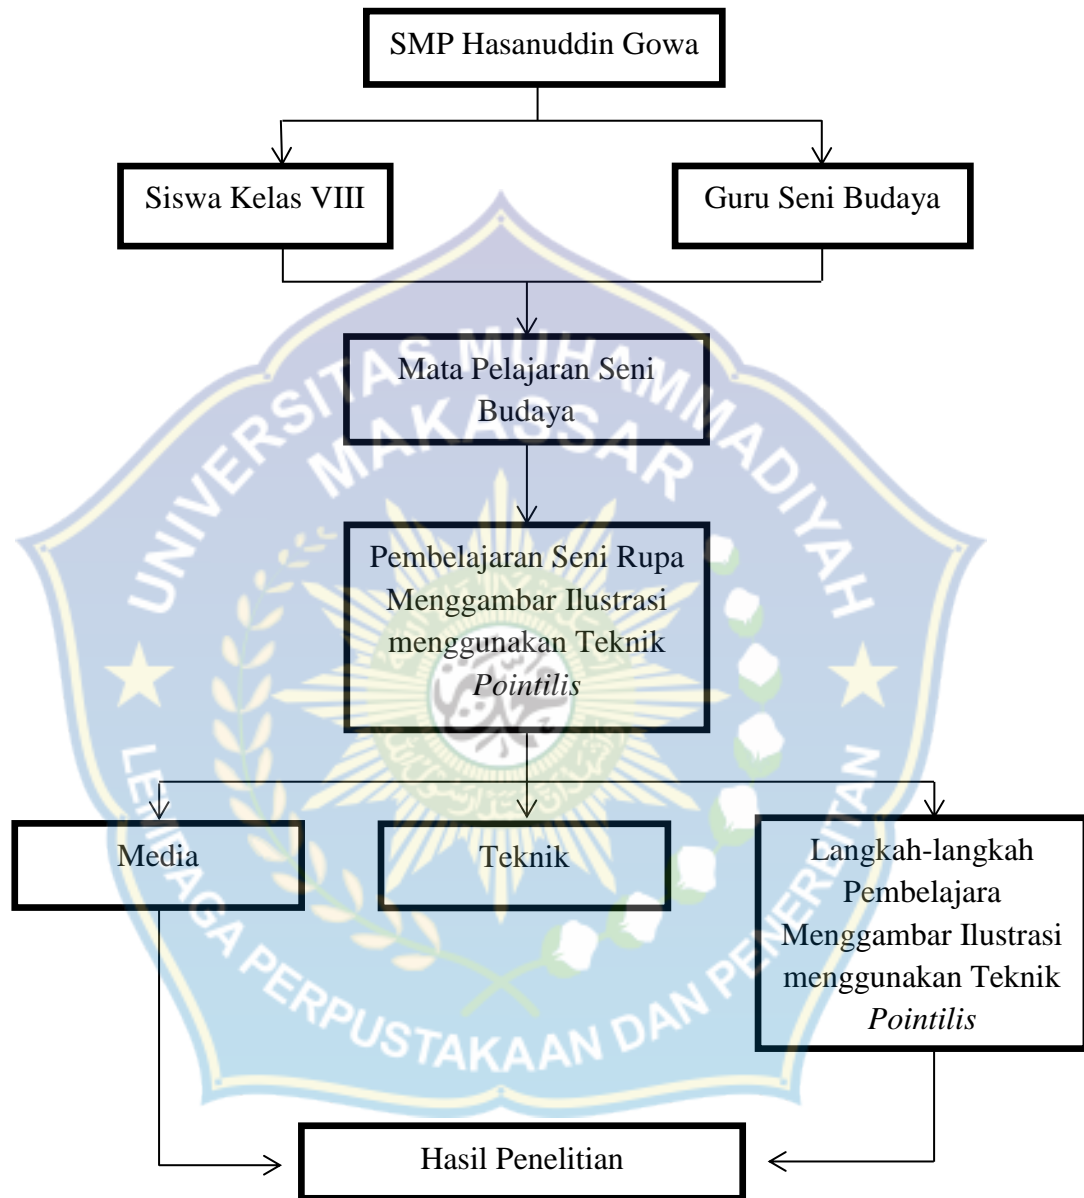 SMP Hasanuddin Gowa
Siswa Kelas VIII
Guru Seni Budaya
Mata Pelajaran Seni
Budaya
Pembelajaran Seni Rupa
Menggambar Ilustrasi
menggunakan Teknik
Pointilis
Media
Teknik
Langkah-langkah
Pembelajara
Menggambar Ilustrasi
menggunakan Teknik
Pointilis
Hasil Penelitian
UNIVERSITAS MUHAMMADIYAH
MAKASSAR
LEMBAGA PERPUSTAKAAN DAN PENERBITAN